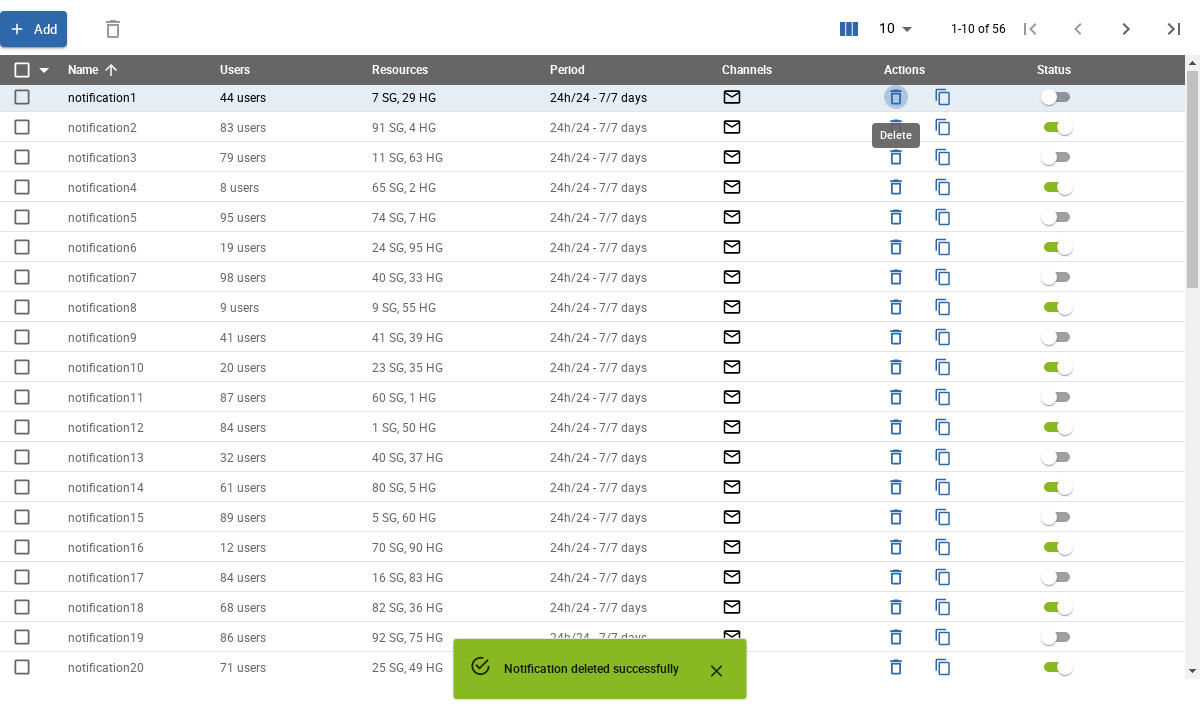 Add 10 1-10 of 56
Name Users Resources Period Channels Actions Status
notification1 44 users 7 SG, 29 HG 24h/24 - 7/7 days
notification2 83 users 91 SG, 4 HG 24h/24 - 7/7 days
Delete
notification3 79 users 11 SG, 63 HG 24h/24 - 7/7 days
notification4 8 users 65 SG, 2 HG 24h/24 - 7/7 days
notification5 95 users 74 SG, 7 HG 24h/24 - 7/7 days
notification6 19 users 24 SG, 95 HG 24h/24 - 7/7 days
notification7 98 users 40 SG, 33 HG 24h/24 - 7/7 days
notification8 9 users 9 SG, 55 HG 24h/24 - 7/7 days
notification9 41 users 41 SG, 39 HG 24h/24 - 7/7 days
notification10 20 users 23 SG, 35 HG 24h/24 - 7/7 days
notification11 87 users 60 SG, 1 HG 24h/24 - 7/7 days
notification12 84 users 1 SG, 50 HG 24h/24 - 7/7 days
notification13 32 users 40 SG, 37 HG 24h/24 - 7/7 days
notification14 61 users 80 SG, 5 HG 24h/24 - 7/7 days
notification15 89 users 5 SG, 60 HG 24h/24 - 7/7 days
notification16 12 users 70 SG, 90 HG 24h/24 - 7/7 days
notification17 84 users 16 SG, 83 HG 24h/24 - 7/7 days
notification18 68 users 82 SG, 36 HG 24h/24 - 7/7 days
notification19 86 users 92 SG, 75 HG 24h/24 - 7/7 days
notification20 71 users 25 SG, 49 HG
Notification deleted successfully